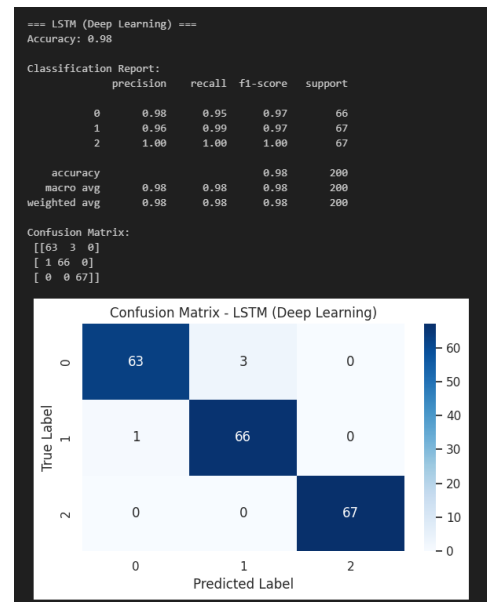 === LSTM (Deep Learning) ===
Accuracy: 0.98
Classification Report:
precision recall f1-score support
0 0.98 0.95 0.97 66
1 0.96 0.99 0.97 67
2 1.00 1.00 1.00 67
accuracy 0.98 200
macro avg 0.98 0.98 0.98 200
weighted avg 0.98 0.98 0.98 200
Confusion Matrix:
[[63 3 0]
[ 1 66 0]
[ 0 0 67]]
Confusion Matrix - LSTM (Deep Learning)
0 63 3 0
1 1 66 0
2 0 0 67
0 1 2
True Label
Predicted Label
60
50
40
30
20
10
0